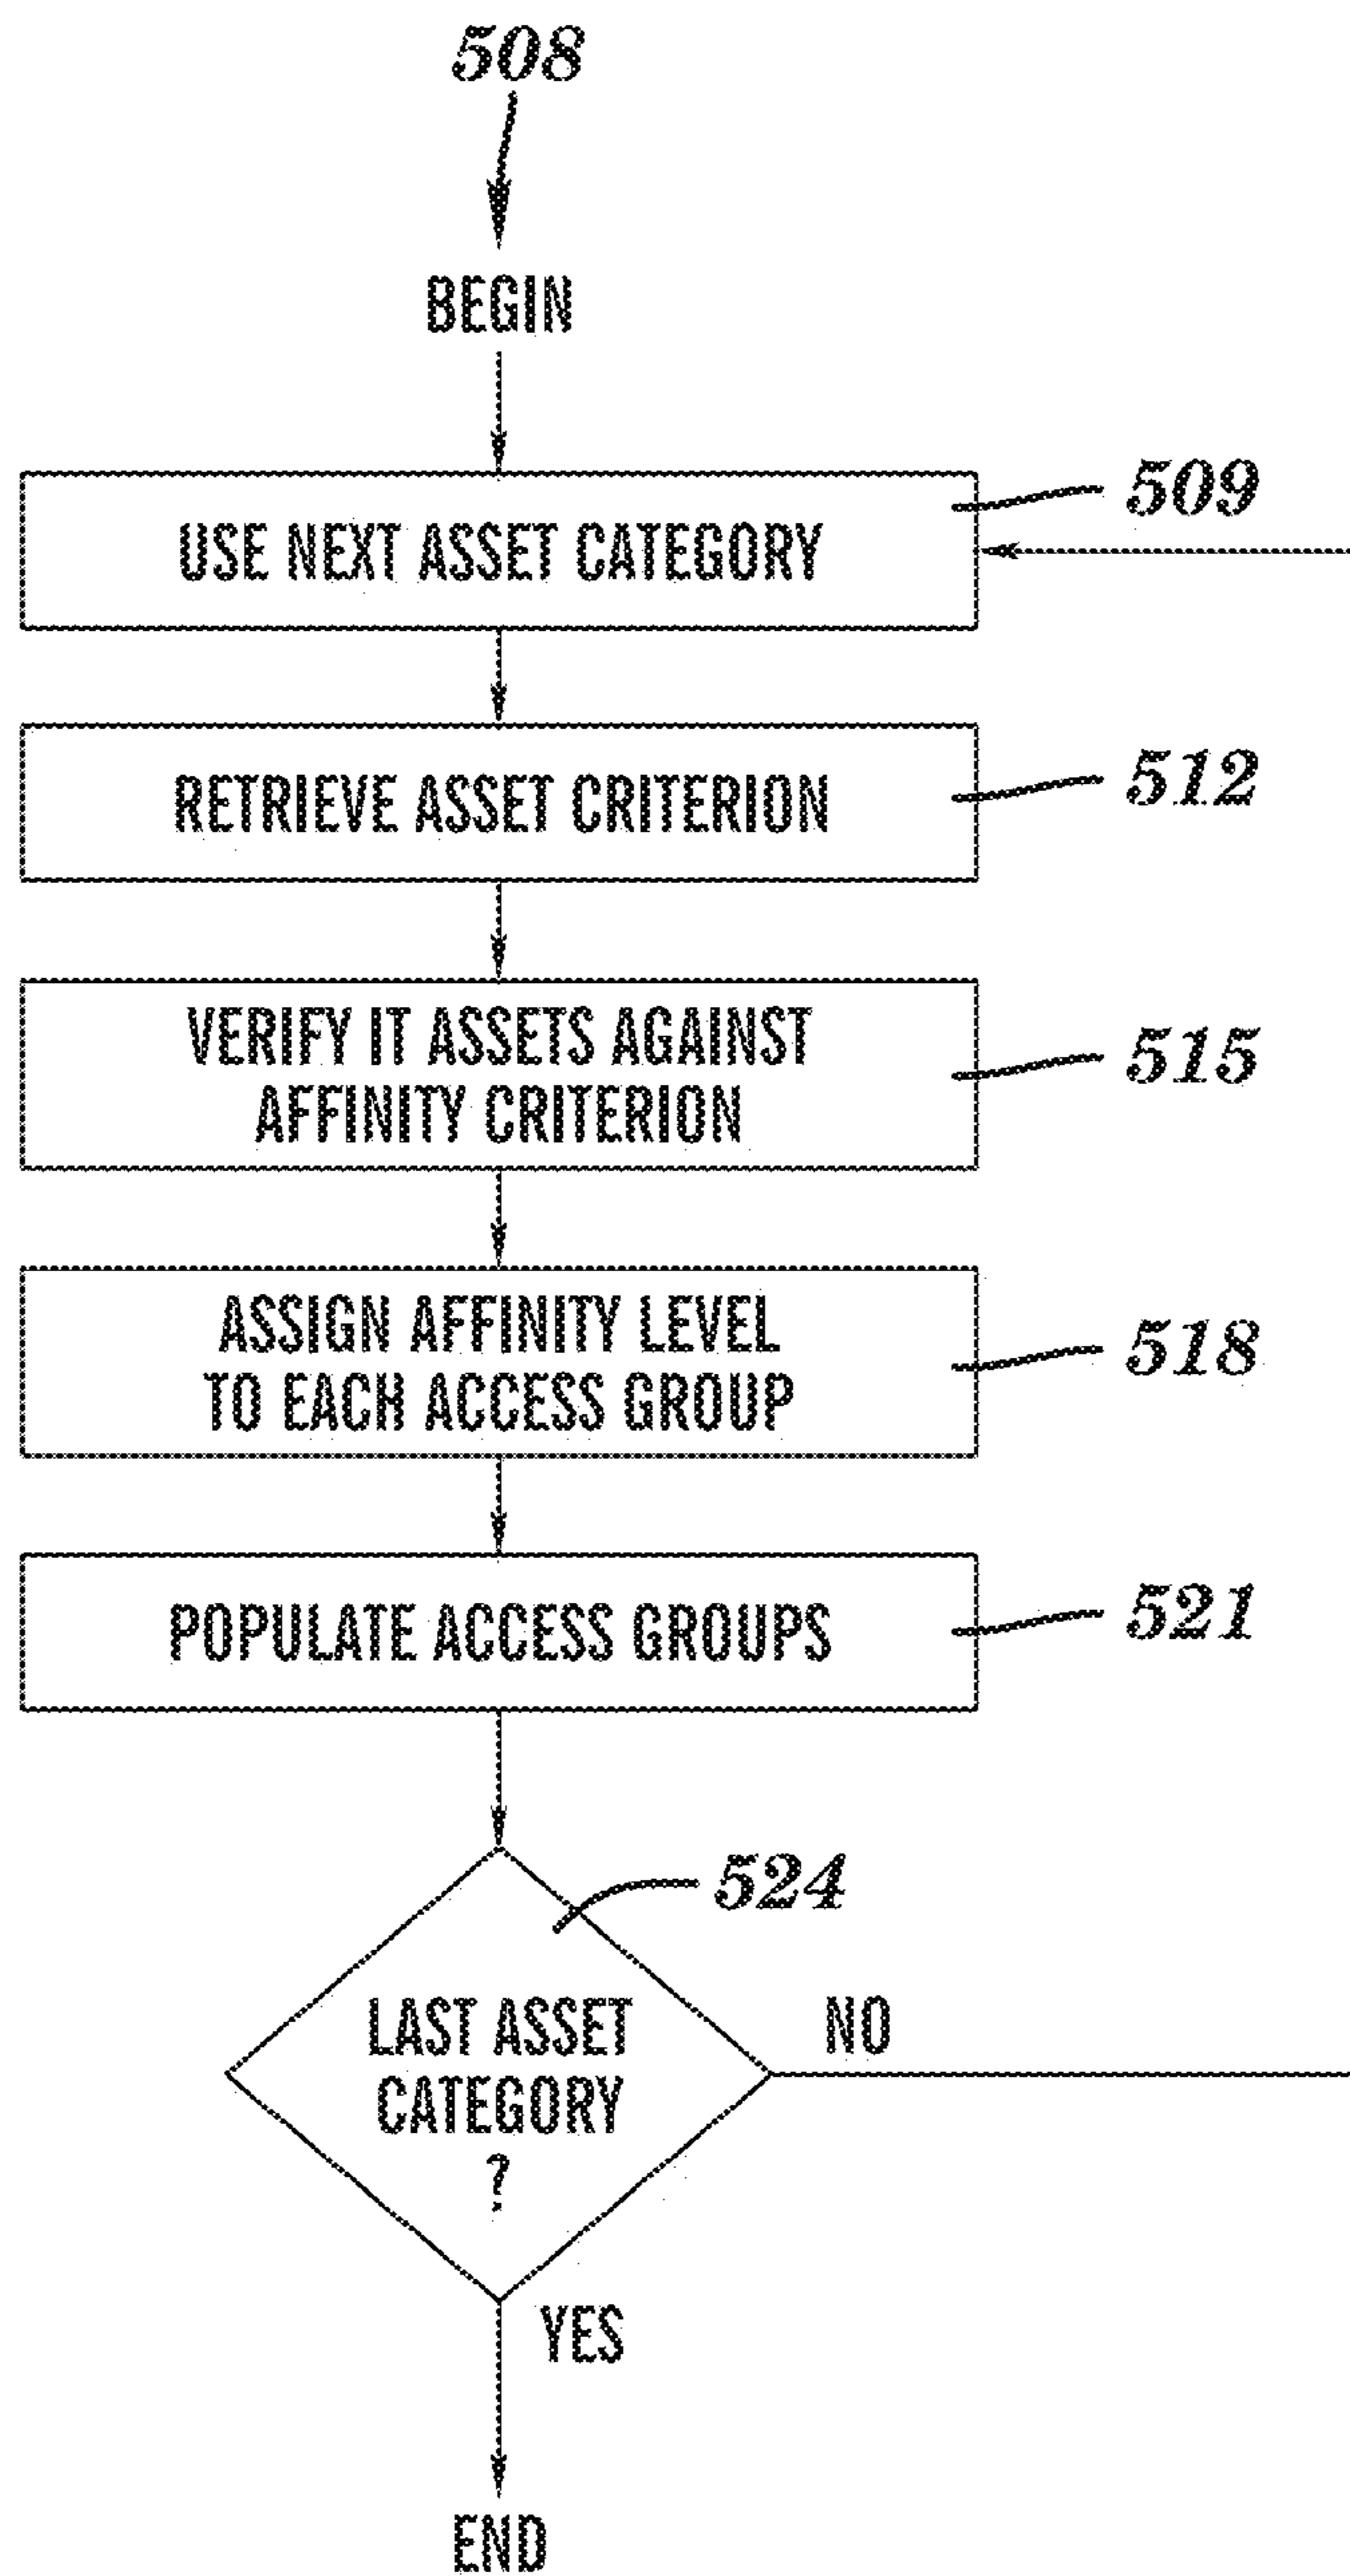 508
BEGIN
USE NEXT ASSET CATEGORY
509
RETRIEVE ASSET CRITERION
512
VERIFY IT ASSETS AGAINST
AFFINITY CRITERION
515
ASSIGN AFFINITY LEVEL
TO EACH ACCESS GROUP
518
POPULATE ACCESS GROUPS
521
524
LAST ASSET
CATEGORY
?
NO
YES
END